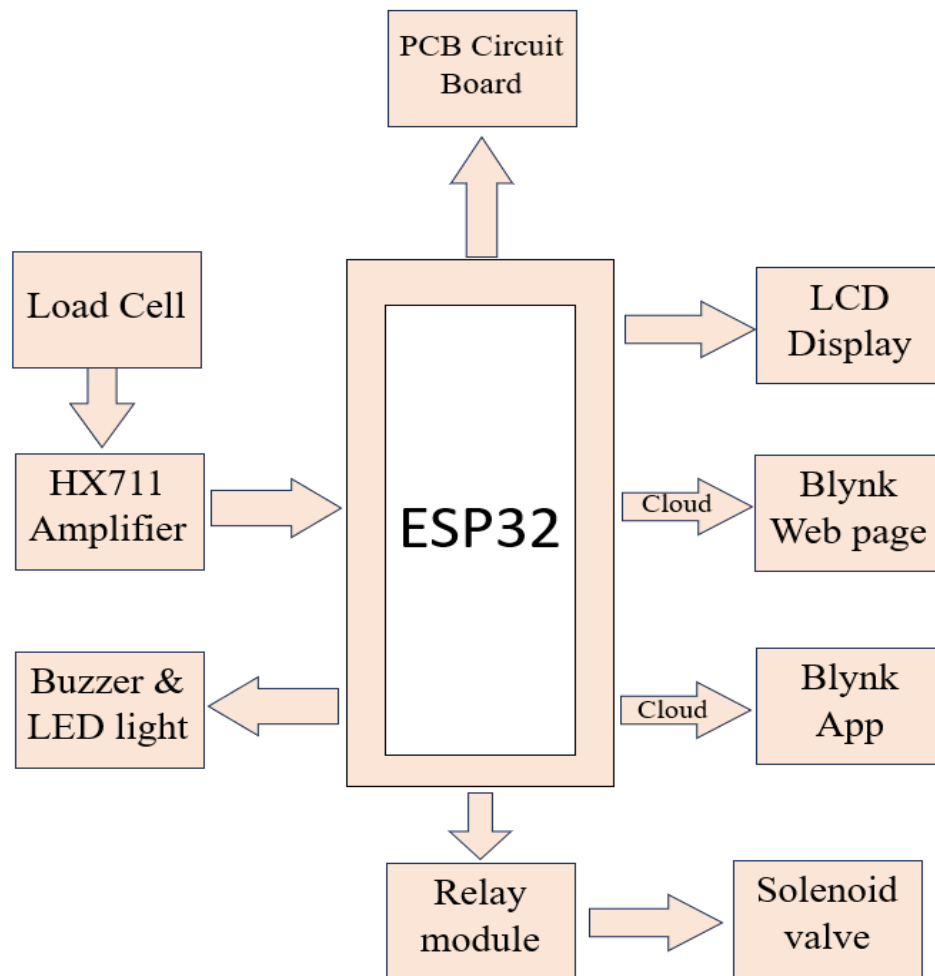 PCB Circuit
Board
Load Cell
LCD
Display
HX711
Amplifier
ESP32
Cloud
Blynk
Web page
Buzzer &
LED light
Cloud
Blynk
App
Relay
module
Solenoid
valve